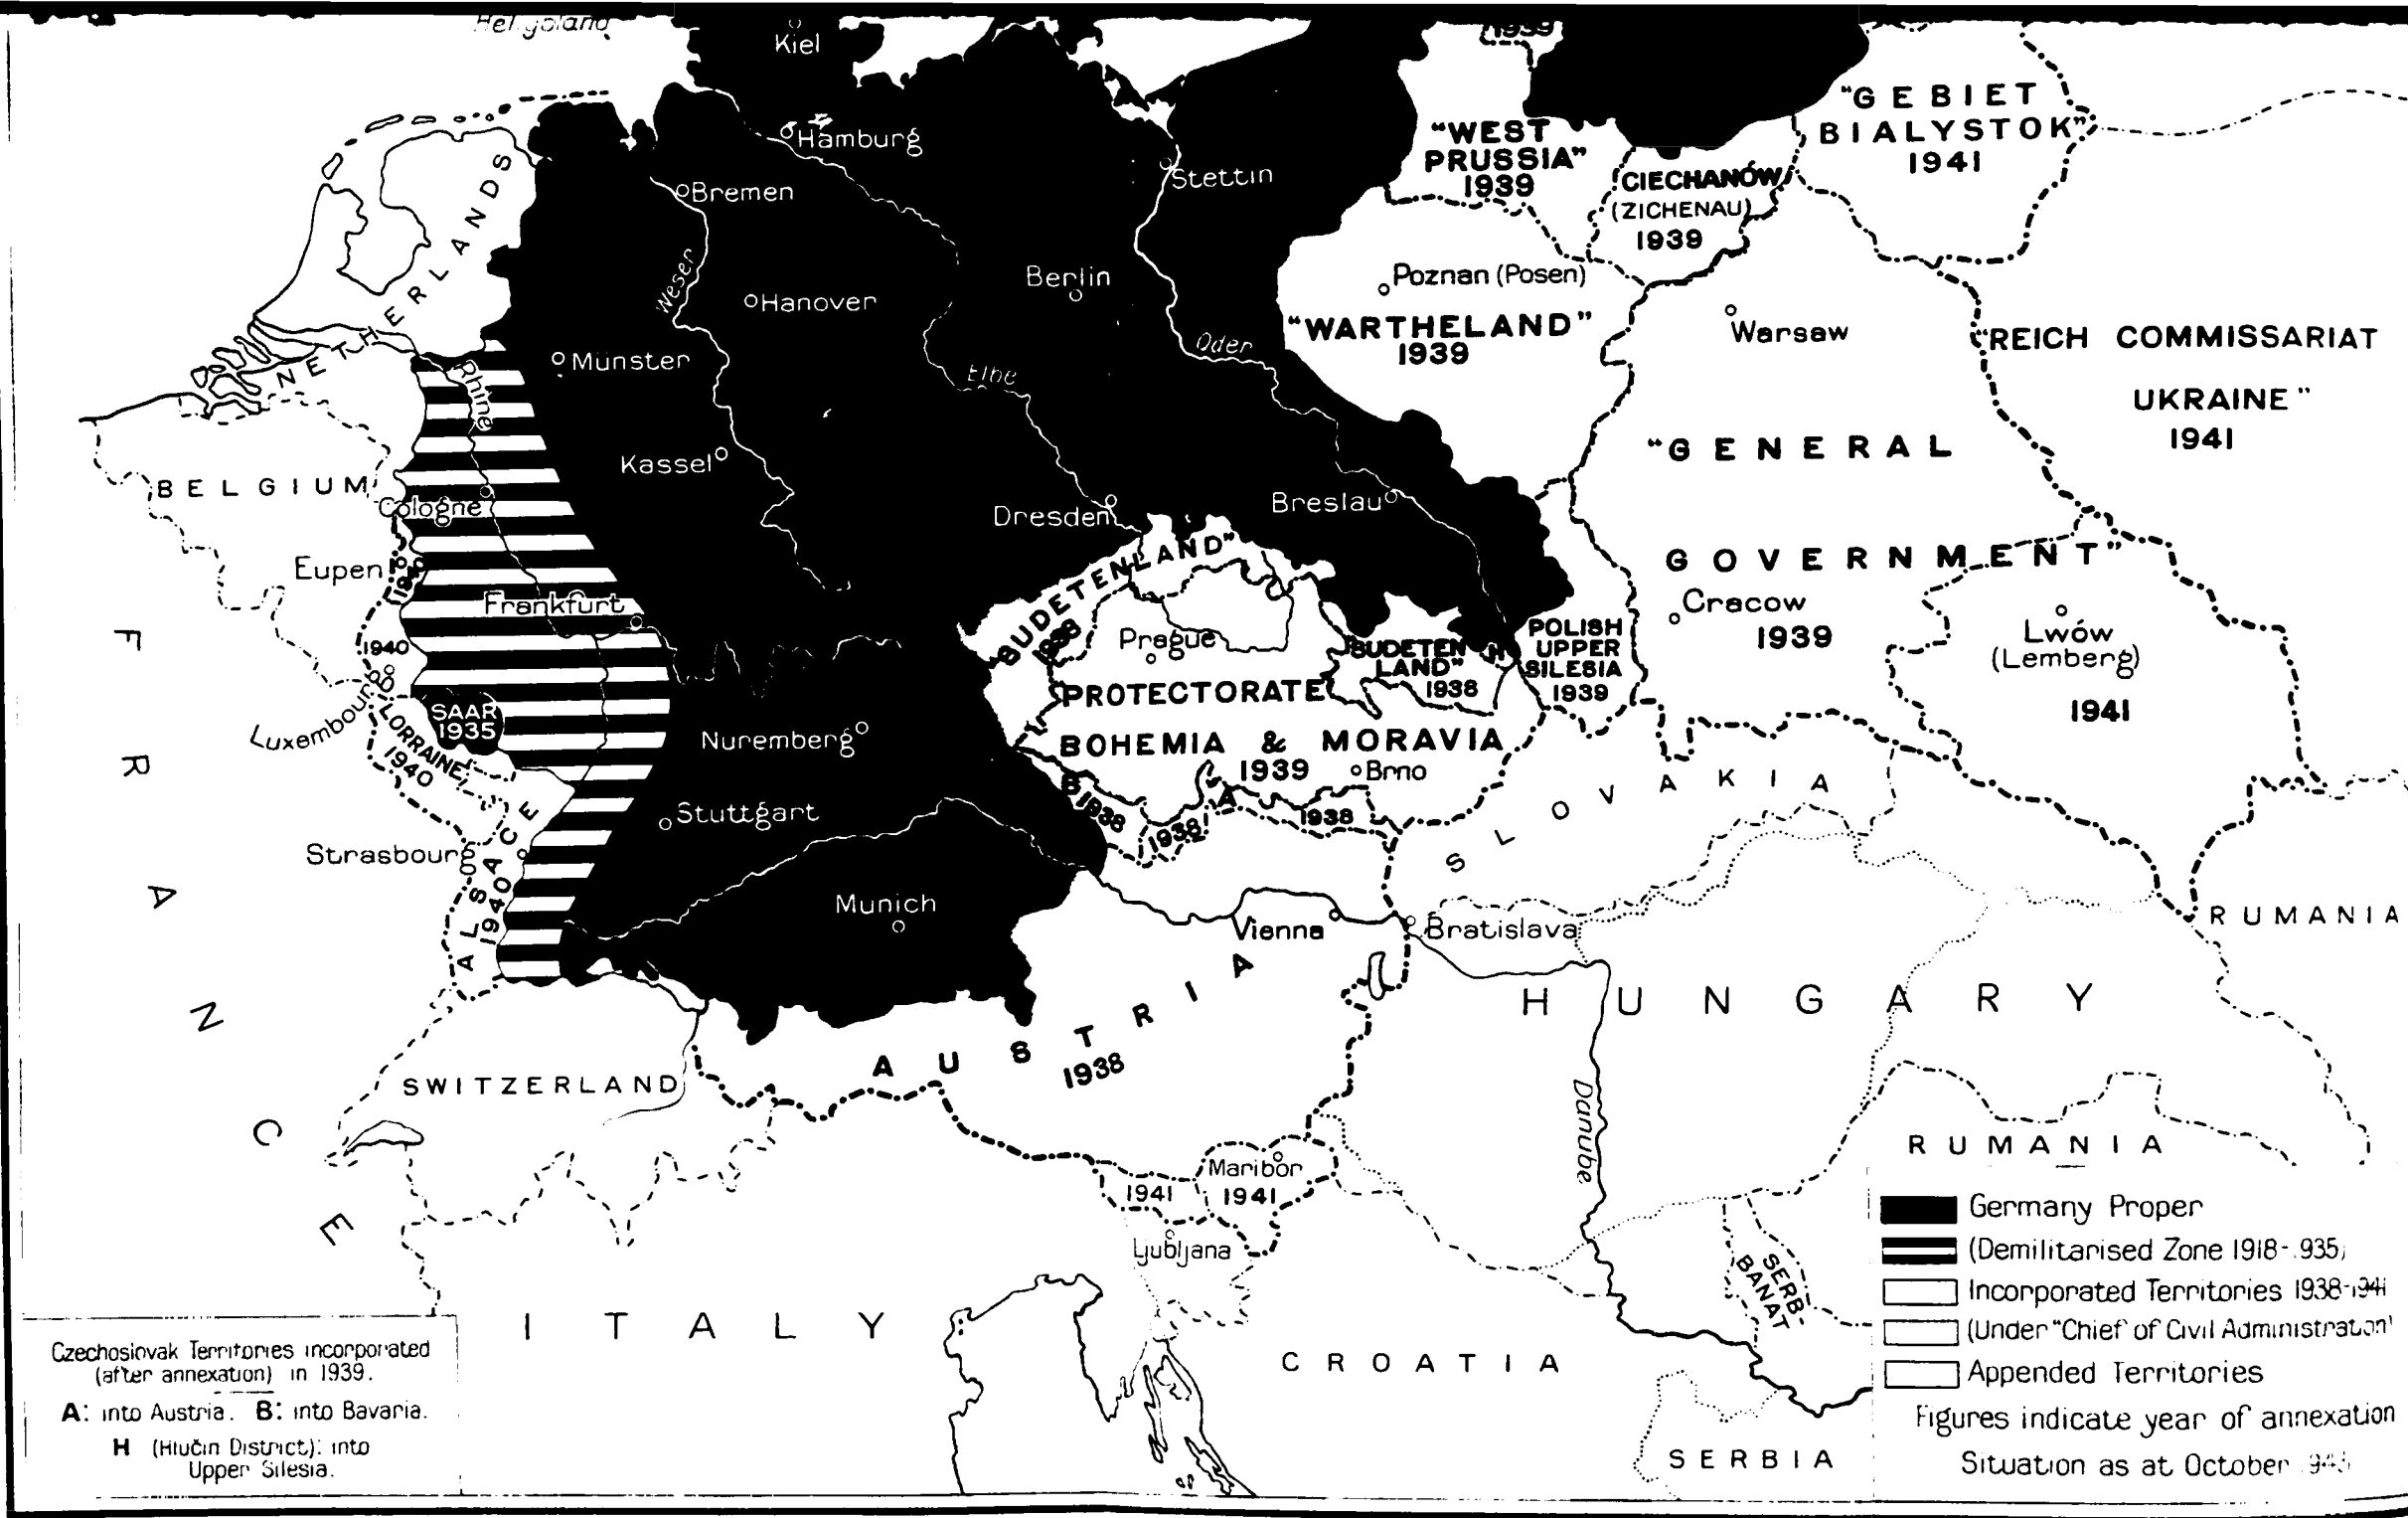 Helgoland
Kiel
1939
"GEBIET
BIALYSTOK"
1941
Hamburg
"WEST
PRUSSIA"
1939
Stettin
CIECHANÓW
(ZICHENAU)
1939
Bremen
NETHERLANDS
Weser
Hanover
Berlin
Poznan (Posen)
"WARTHELAND"
1939
Warsaw
"REICH COMMISSARIAT
UKRAINE"
1941
Oder
Elbe
Münster
Rhine
Kassel
"GENERAL
GOVERNMENT"
BELGIUM
Cologne
Dresden
Breslau
Eupen
1940
"SUDETENLAND"
1938
Frankfurt
Prague
Cracow
1939
Lwów
(Lemberg)
1941
"SUDETEN
LAND"
1938
H
POLISH
UPPER
SILESIA
1939
FRANCE
1940
Luxembourg
SAAR
1935
LORRAINE
1940
Nuremberg
PROTECTORATE
BOHEMIA & MORAVIA
1939
Brno
B 1938
1938
A
1938
SLOVAKIA
Stuttgart
Strasbourg
ALSACE
1940
Munich
Vienna
Bratislava
RUMANIA
AUSTRIA
1938
HUNGARY
SWITZERLAND
Danube
RUMANIA
Maribor
1941
1941
Ljubljana
ITALY
CROATIA
SERB-
BANAT
SERBIA
Germany Proper
(Demilitarised Zone 1918-
Incorporated Territories 1938-1941
(Under "Chief of Civil Administration"
Appended Territories
Figures indicate year of annexation
Situation as at October
Czechoslovak Territories incorporated
(after annexation) in 1939.
A: into Austria. B: into Bavaria.
H (Hlučin District): into
Upper Silesia.